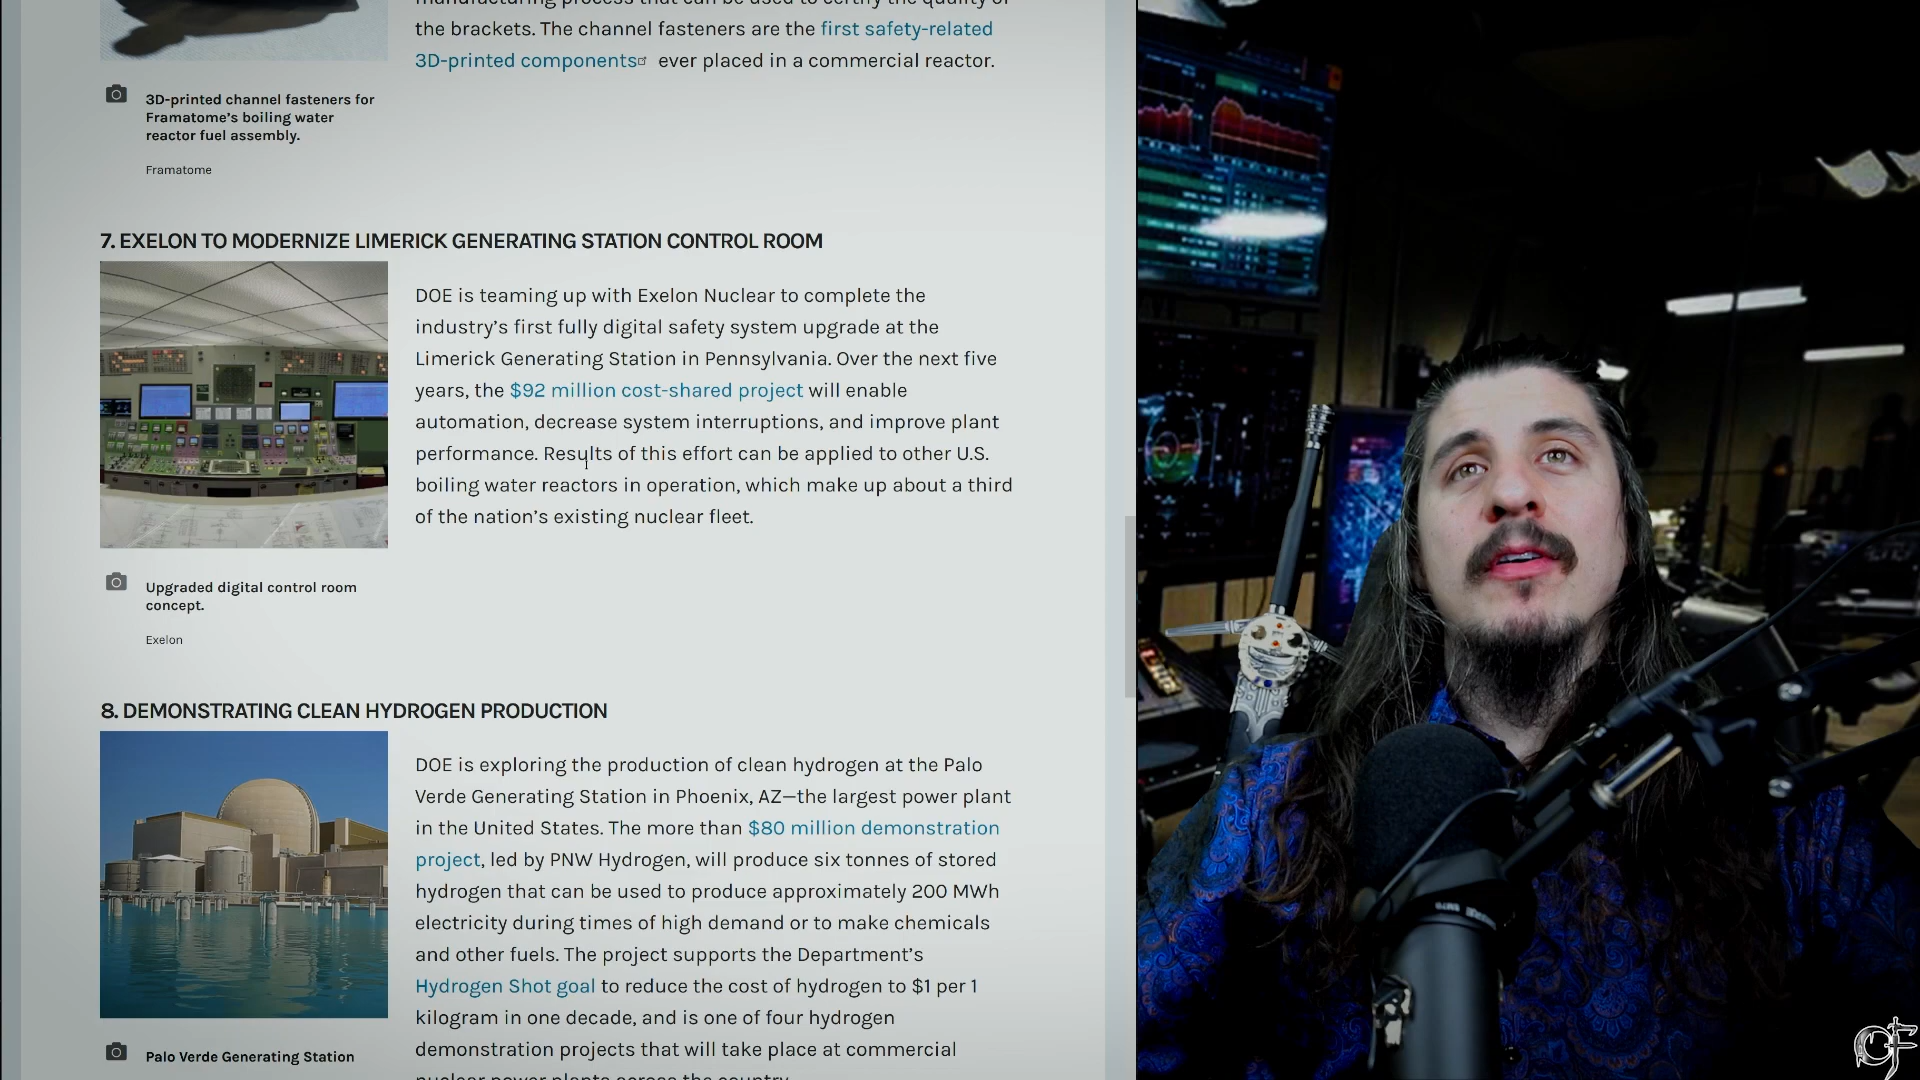 the brackets. The channel fasteners are the first safety-related
3D-printed components ever placed in a commercial reactor.
3D-printed channel fasteners for
Framatome's boiling water
reactor fuel assembly.
Framatome
7. EXELON TO MODERNIZE LIMERICK GENERATING STATION CONTROL ROOM
DOE is teaming up with Exelon Nuclear to complete the
industry's first fully digital safety system upgrade at the
Limerick Generating Station in Pennsylvania. Over the next five
years, the $92 million cost-shared project will enable
automation, decrease system interruptions, and improve plant
performance. Results of this effort can be applied to other U.S.
boiling water reactors in operation, which make up about a third
of the nation's existing nuclear fleet.
Upgraded digital control room
concept.
Exelon
8. DEMONSTRATING CLEAN HYDROGEN PRODUCTION
DOE is exploring the production of clean hydrogen at the Palo
Verde Generating Station in Phoenix, AZ—the largest power plant
in the United States. The more than $80 million demonstration
project, led by PNW Hydrogen, will produce six tonnes of stored
hydrogen that can be used to produce approximately 200 MWh
electricity during times of high demand or to make chemicals
and other fuels. The project supports the Department's
Hydrogen Shot goal to reduce the cost of hydrogen to $1 per 1
kilogram in one decade, and is one of four hydrogen
demonstration projects that will take place at commercial
Palo Verde Generating Station